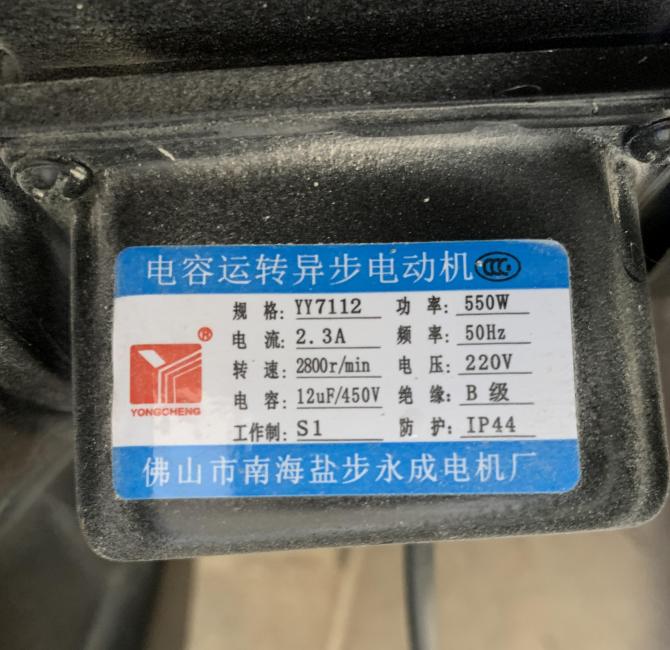 电容运转异步电动机 CCC
规格: YY7112 功率: 550W
电流: 2.3A 频率: 50Hz
转速: 2800r/min 电压: 220V
电容: 12uF/450V 绝缘: B级
工作制: S1 防护: IP44
®
YONGCHENG
佛山市南海盐步永成电机厂